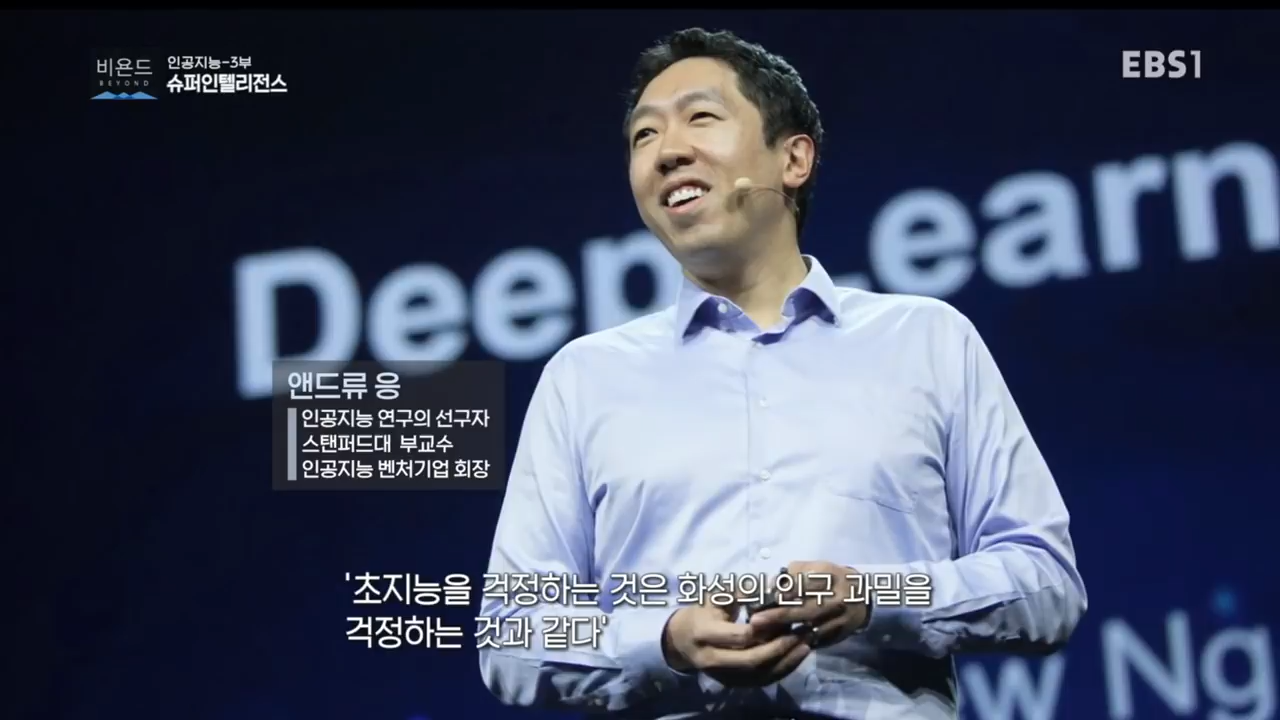 비욘드
BEYOND
인공지능-3부
슈퍼인텔리전스
EBS1
Deep Learn
앤드류 응
인공지능 연구의 선구자
스탠퍼드대 부교수
인공지능 벤처기업 회장
'초지능을 걱정하는 것은 화성의 인구 과밀을
걱정하는 것과 같다'
ew Ng